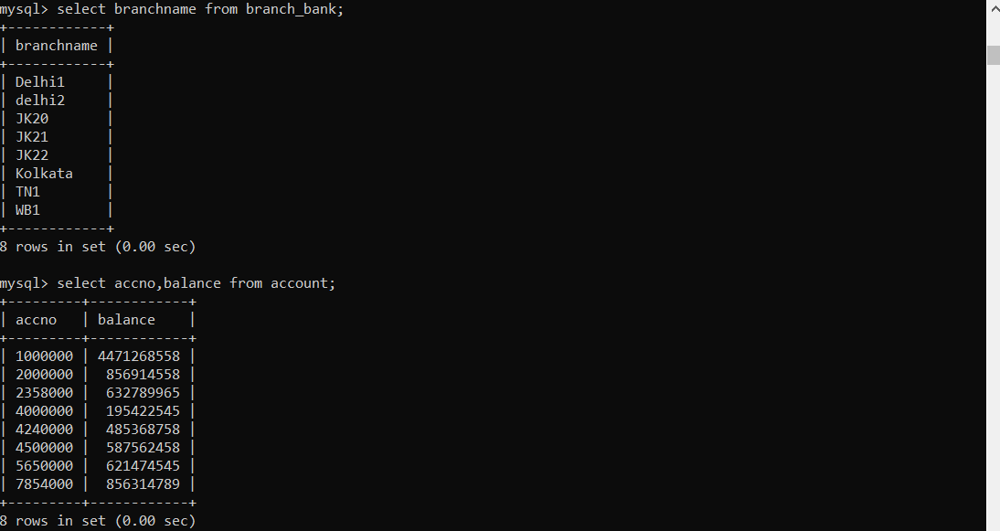 mysql> select branchname from branch_bank;
+------------+
| branchname |
+------------+
| Delhi1     |
| delhi2     |
| JK20       |
| JK21       |
| JK22       |
| Kolkata    |
| TN1        |
| WB1        |
+------------+
8 rows in set (0.00 sec)

mysql> select accno,balance from account;
+---------+------------+
| accno   | balance    |
+---------+------------+
| 1000000 | 4471268558 |
| 2000000 |  856914558 |
| 2358000 |  632789965 |
| 4000000 |  195422545 |
| 4240000 |  485368758 |
| 4500000 |  587562458 |
| 5650000 |  621474545 |
| 7854000 |  856314789 |
+---------+------------+
8 rows in set (0.00 sec)